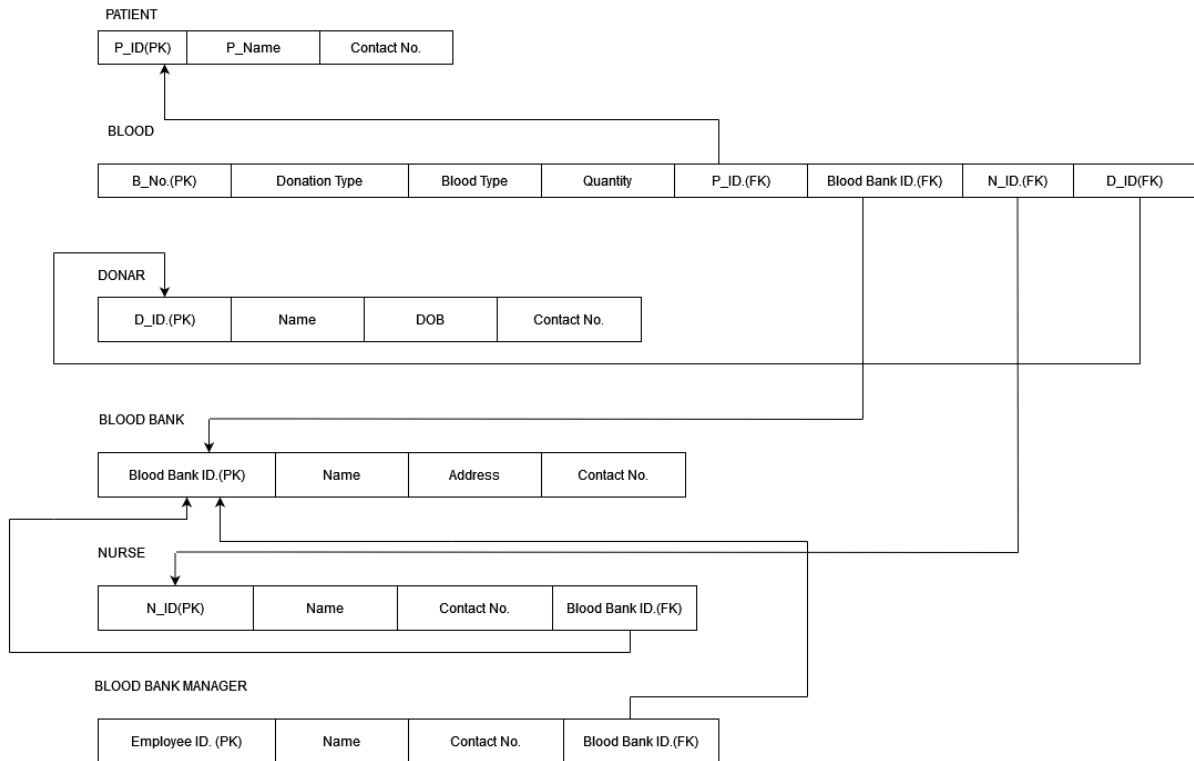 PATIENT
P_ID(PK) P_Name Contact No.
BLOOD
B_No.(PK) Donation Type Blood Type Quantity P_ID.(FK) Blood Bank ID.(FK) N_ID.(FK) D_ID(FK)
DONAR
D_ID.(PK) Name DOB Contact No.
BLOOD BANK
Blood Bank ID.(PK) Name Address Contact No.
NURSE
N_ID(PK) Name Contact No. Blood Bank ID.(FK)
BLOOD BANK MANAGER
Employee ID. (PK) Name Contact No. Blood Bank ID.(FK)